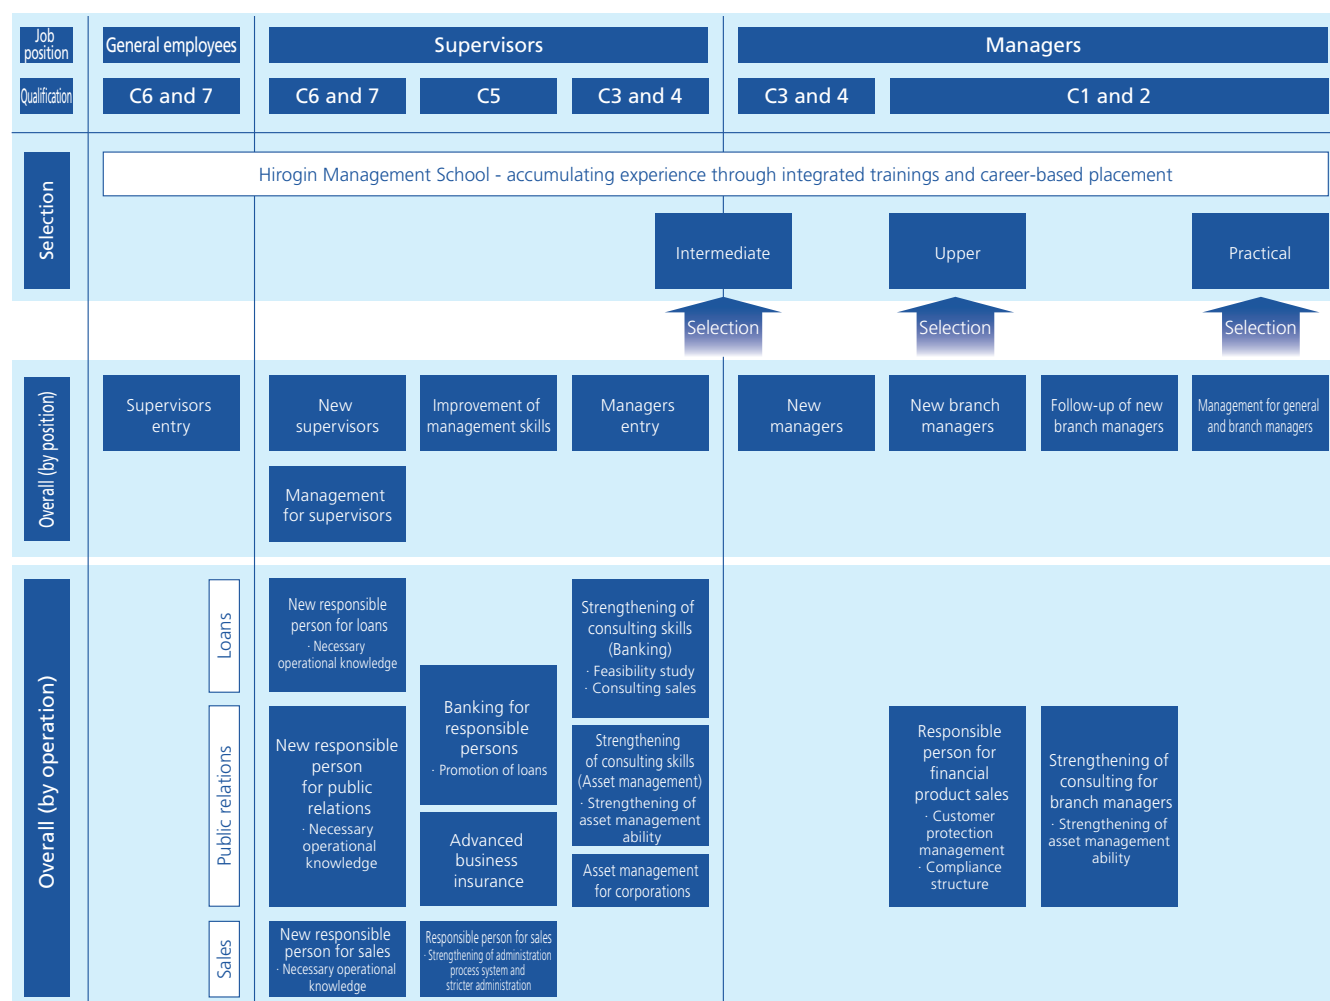 Job
position
General employees
Supervisors
Managers
Qualification
C6 and 7
C6 and 7
C5
C3 and 4
C3 and 4
C1 and 2
Selection
Hirogin Management School - accumulating experience through integrated trainings and career-based placement
Intermediate
Upper
Practical
Selection
Selection
Selection
Overall (by position)
Supervisors
entry
New
supervisors
Improvement of
management skills
Managers
entry
New
managers
New branch
managers
Follow-up of new
branch managers
Management for general
and branch managers
Management
for supervisors
Overall (by operation)
Loans
New responsible
person for loans
· Necessary
operational knowledge
Banking for
responsible
persons
· Promotion of loans
Strengthening of
consulting skills
(Banking)
· Feasibility study
· Consulting sales
Public relations
New responsible
person
for public
relations
· Necessary
operational
knowledge
Advanced
business
insurance
Strengthening
of consulting skills
(Asset management)
· Strengthening of
asset management
ability
Asset management
for corporations
Responsible
person for
financial
product sales
· Customer
protection
management
· Compliance
structure
Strengthening of
consulting for
branch managers
· Strengthening of
asset management
ability
Sales
New responsible
person for sales
· Necessary operational
knowledge
Responsible person for sales
· Strengthening of administration
process system and
stricter administration